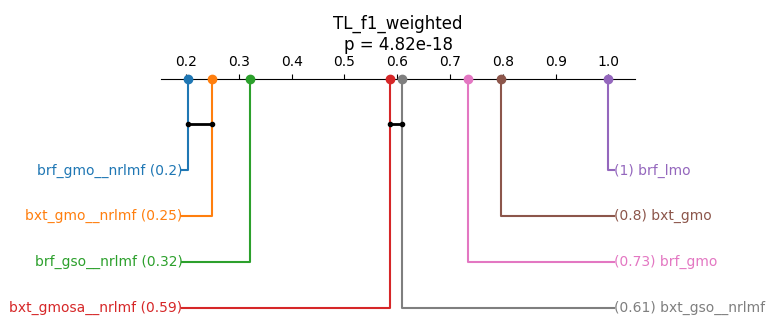 TL_f1_weighted
p = 4.82e-18
0.2 0.3 0.4 0.5 0.6 0.7 0.8 0.9 1.0
brf_gmo__nrlmf (0.2) (1) brf_lmo
bxt_gmo__nrlmf (0.25) (0.8) bxt_gmo
brf_gso__nrlmf (0.32) (0.73) brf_gmo
bxt_gmosa__nrlmf (0.59) (0.61) bxt_gso__nrlmf